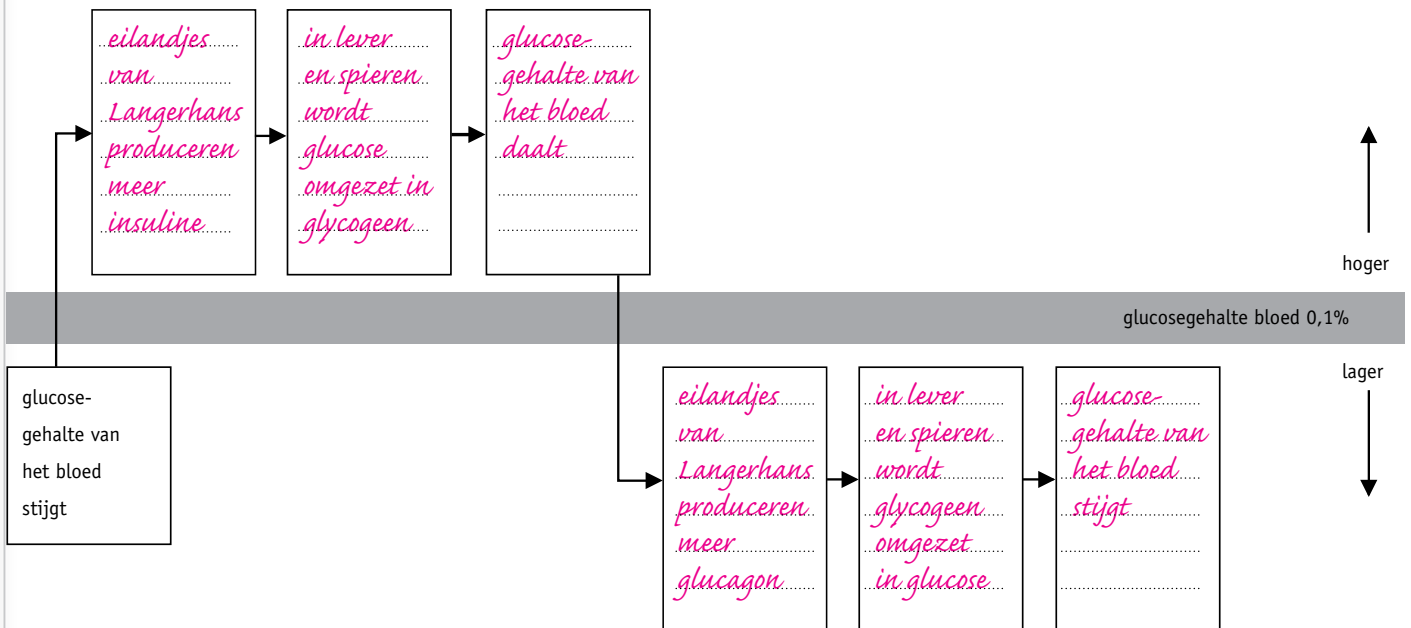 eilandjes
van
Langerhans
produceren
meer
insuline
in lever
en spieren
wordt
glucose
omgezet in
glycogeen
glucose-
gehalte van
het bloed
daalt
hoger
glucosegehalte bloed 0,1%
lager
glucose-
gehalte van
het bloed
stijgt
eilandjes
van
Langerhans
produceren
meer
glucagon
in lever
en spieren
wordt
glycogeen
omgezet
in glucose
glucose-
gehalte van
het bloed
stijgt